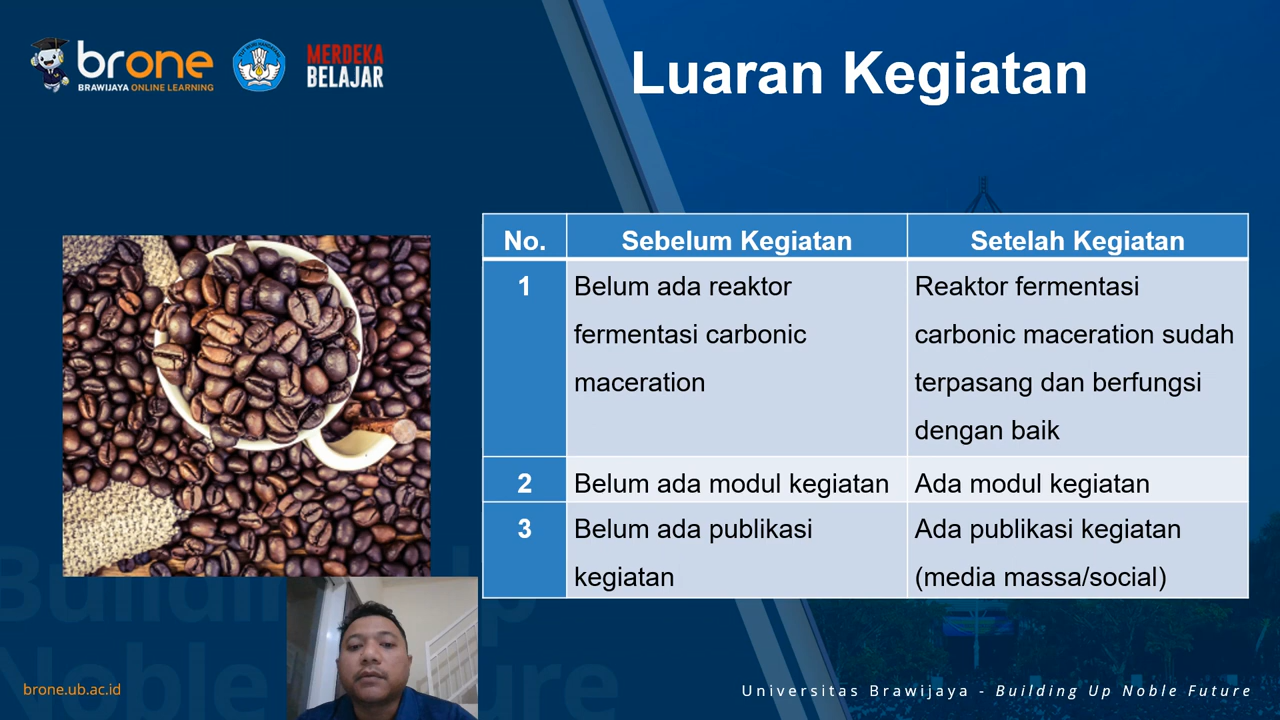 brone
BRAWIJAYA ONLINE LEARNING
MERDEKA
BELAJAR
Luaran Kegiatan
No. Sebelum Kegiatan Setelah Kegiatan
1
Belum ada reaktor
fermentasi carbonic
maceration
Reaktor fermentasi
carbonic maceration sudah
terpasang dan berfungsi
dengan baik
2 Belum ada modul kegiatan Ada modul kegiatan
3
Belum ada publikasi
kegiatan
Ada publikasi kegiatan
(media massa/social)
brone.ub.ac.id
Universitas Brawijaya - Building Up Noble Future